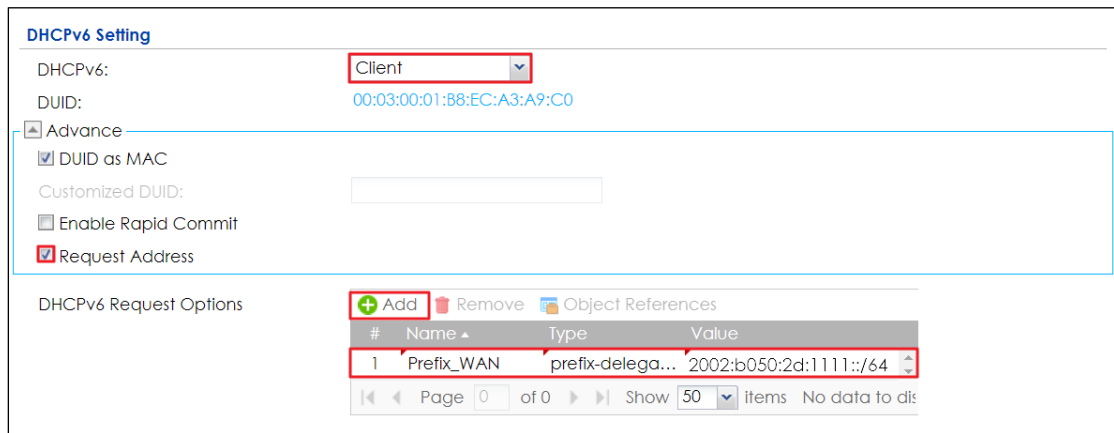 DHCPv6 Setting
DHCPv6: Client
DUID: 00:03:00:01:B8:EC:A3:A9:C0
Advance
DUID as MAC
Customized DUID:
Enable Rapid Commit
Request Address
DHCPv6 Request Options Add Remove Object References
# Name Type Value
1 Prefix_WAN prefix-delega... 2002:b050:2d:1111::/64
Page 0 of 0 Show 50 items No data to dis